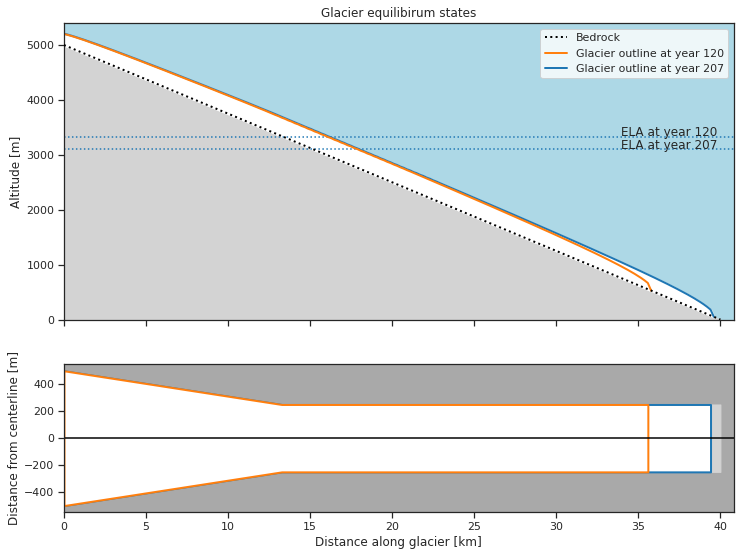 Glacier equilibirum states
Bedrock
Glacier outline at year 120
Glacier outline at year 207
5000
4000
3000
2000
1000
0
Altitude [m]
ELA at year 120
ELA at year 207
400
200
0
−200
−400
Distance from centerline [m]
0 5 10 15 20 25 30 35 40
Distance along glacier [km]